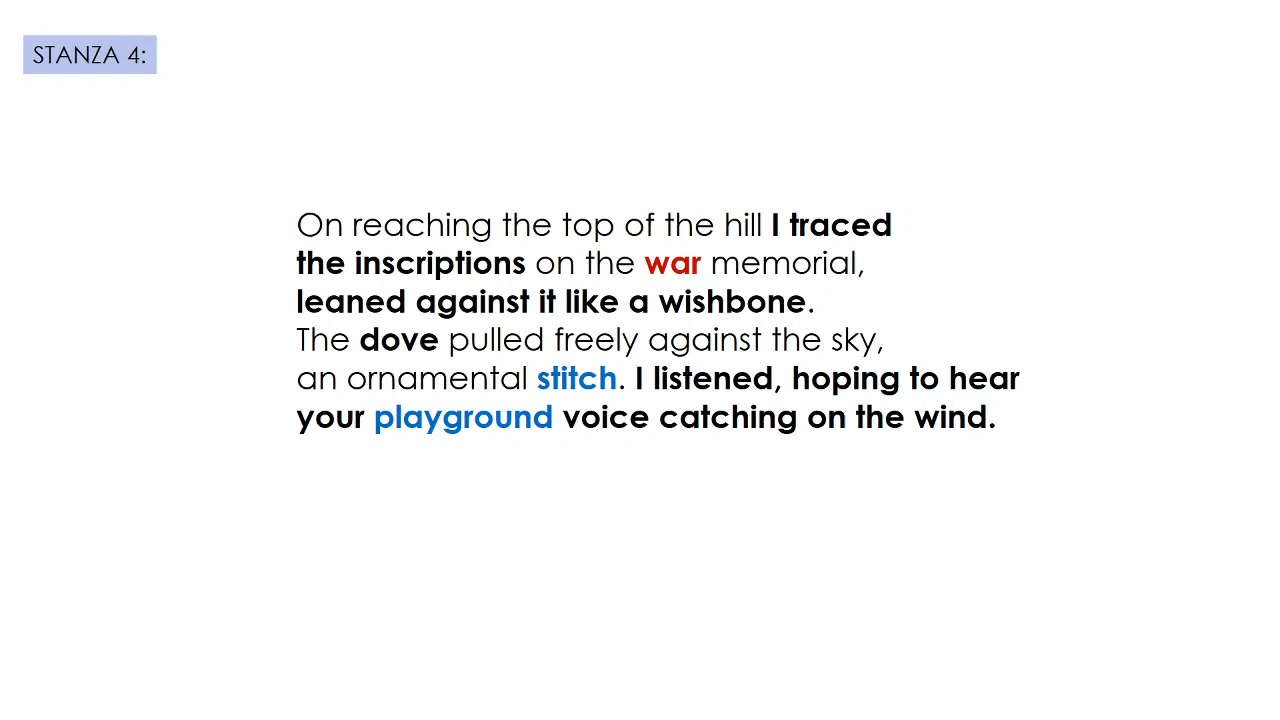 STANZA 4:
On reaching the top of the hill I traced
the inscriptions on the war memorial,
leaned against it like a wishbone.
The dove pulled freely against the sky,
an ornamental stitch. I listened, hoping to hear
your playground voice catching on the wind.